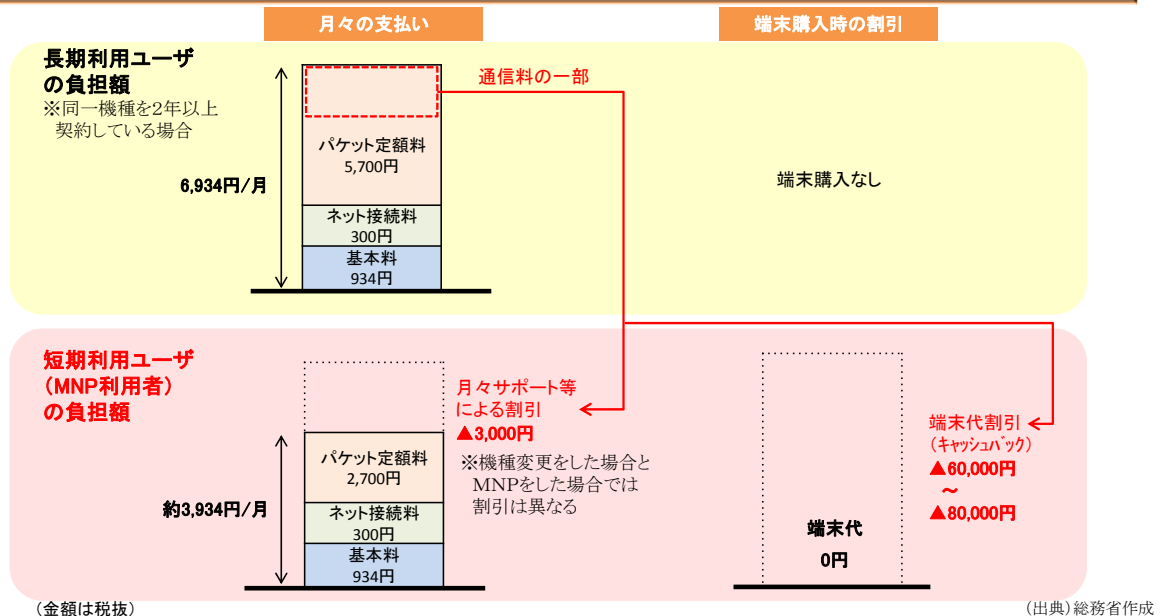 月々の支払い
端末購入時の割引
長期利用ユーザ
の負担額
※同一機種を2年以上
契約している場合
6,934円/月
パケット定額料
5,700円
ネット接続料
300円
基本料
934円
通信料の一部
端末購入なし
短期利用ユーザ
(MNP利用者)
の負担額
約3,934円/月
パケット定額料
2,700円
ネット接続料
300円
基本料
934円
月々サポート等
による割引
▲3,000円
※機種変更をした場合と
MNPをした場合では
割引は異なる
端末代
0円
端末代割引
(キャッシュバック)
▲60,000円
~
▲80,000円
(金額は税抜)
(出典)総務省作成